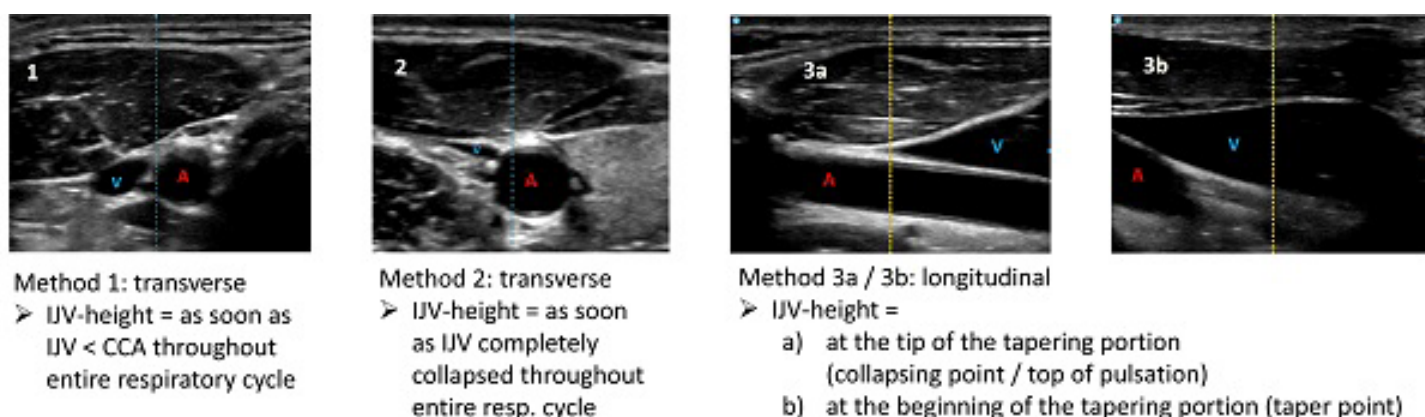 1
V
A
2
V
A
3a
V
A
3b
V
A
Method 1: transverse
➤ IJV-height = as soon as
IJV < CCA throughout
entire respiratory cycle
Method 2: transverse
➤ IJV-height = as soon
as IJV completely
collapsed throughout
entire resp. cycle
Method 3a / 3b: longitudinal
➤ IJV-height =
a) at the tip of the tapering portion
(collapsing point / top of pulsation)
b) at the beginning of the tapering portion (taper point)